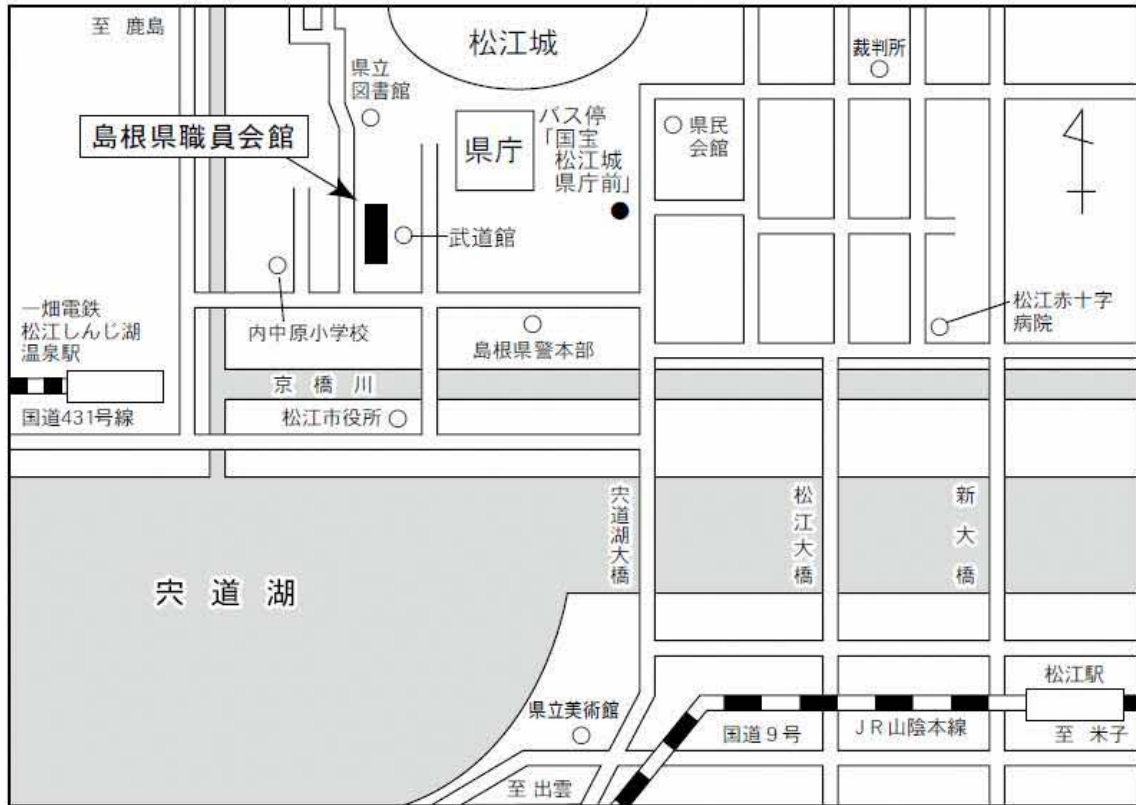 至 鹿島
松江城
裁判所
県立
図書館
バス停
「国宝
松江城
県庁前」
県庁
県民
会館
島根県職員会館
武道館
一畑電鉄
松江しんじ湖
温泉駅
内中原小学校
島根県警本部
松江赤十字
病院
京橋川
国道431号線
松江市役所
宍道湖大橋
松江大橋
新大橋
宍道湖
松江駅
県立美術館
国道9号
JR山陰本線
至 米子
至 出雲